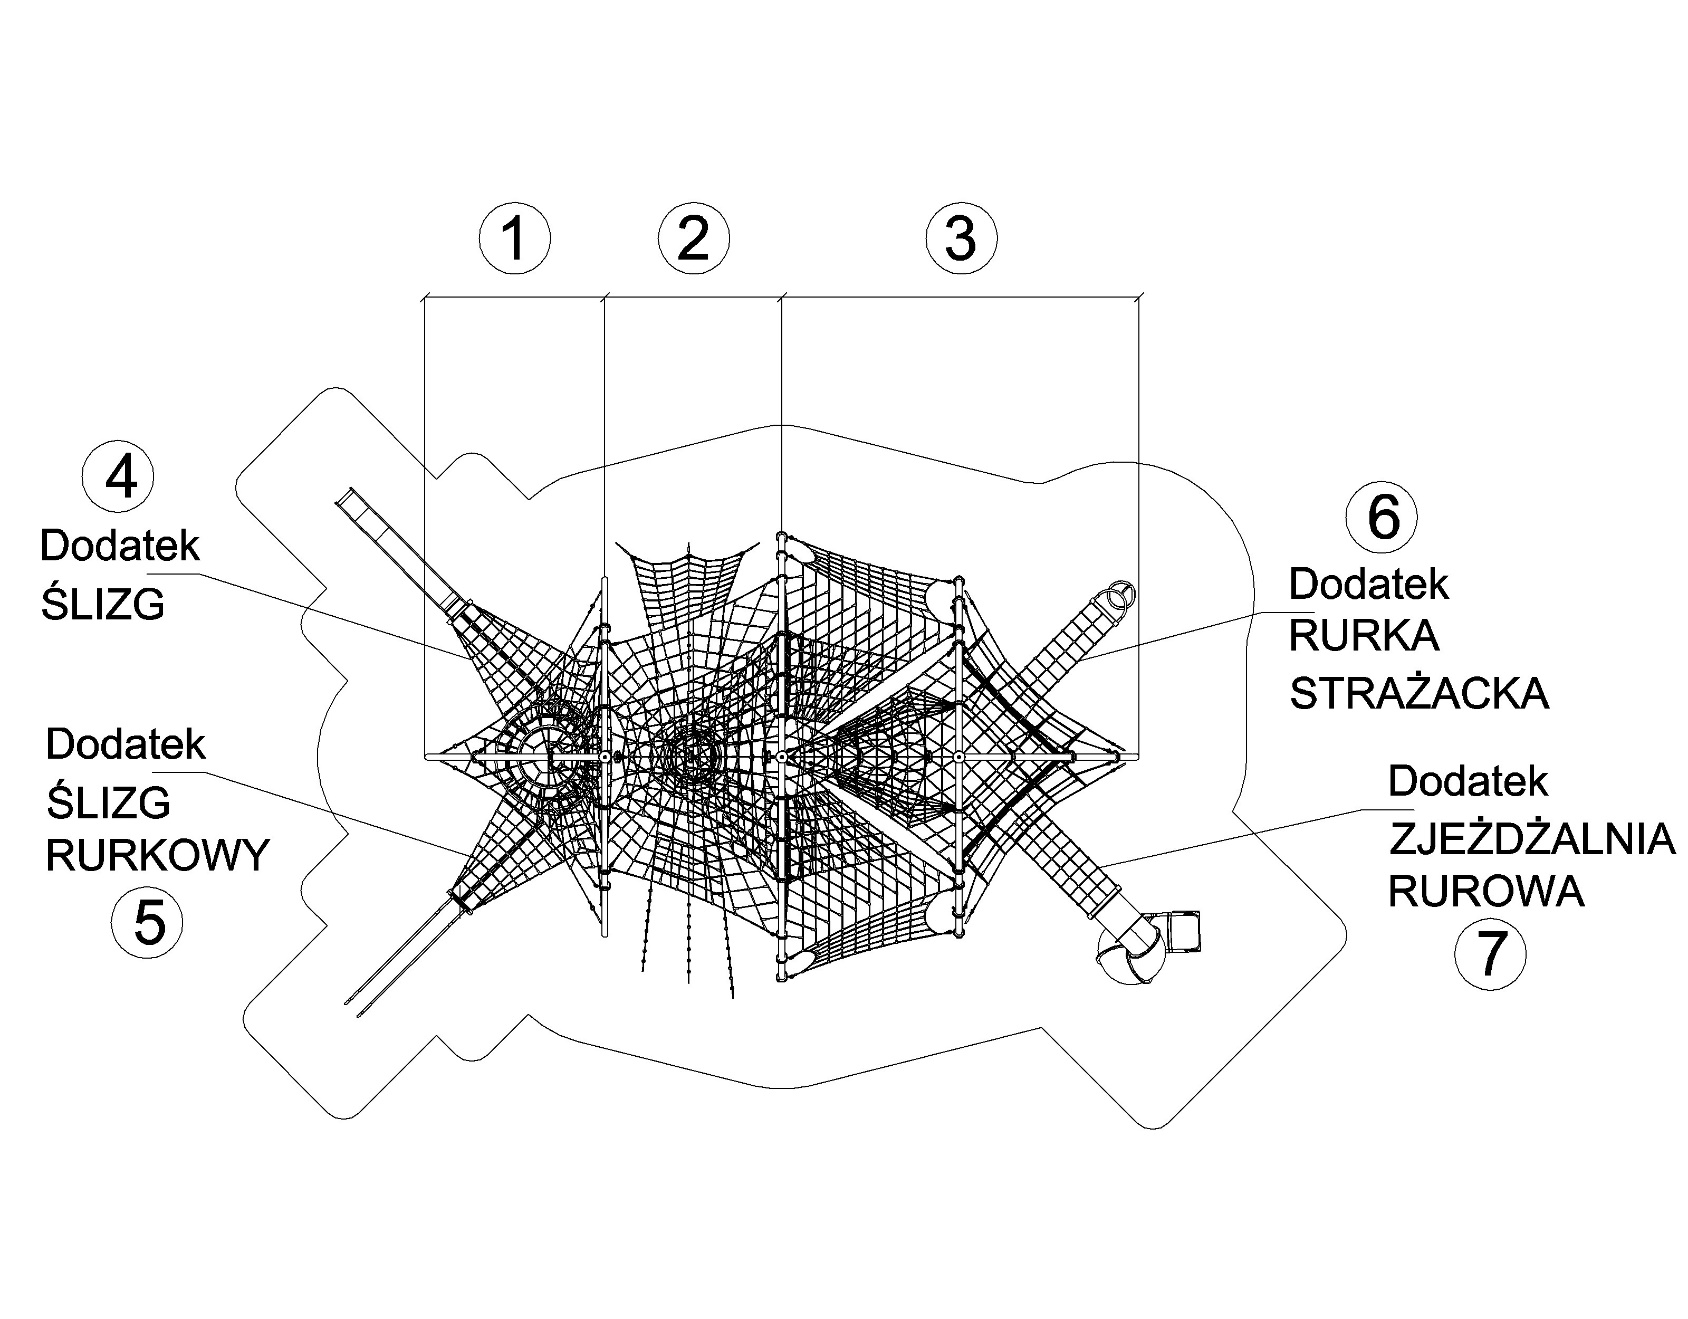 1
2
3
4
Dodatek
ŚLIZG
Dodatek
ŚLIZG
RURKOWY
5
6
Dodatek
RURKA
STRAŻACKA
Dodatek
ZJEŻDŻALNIA
RUROWA
7